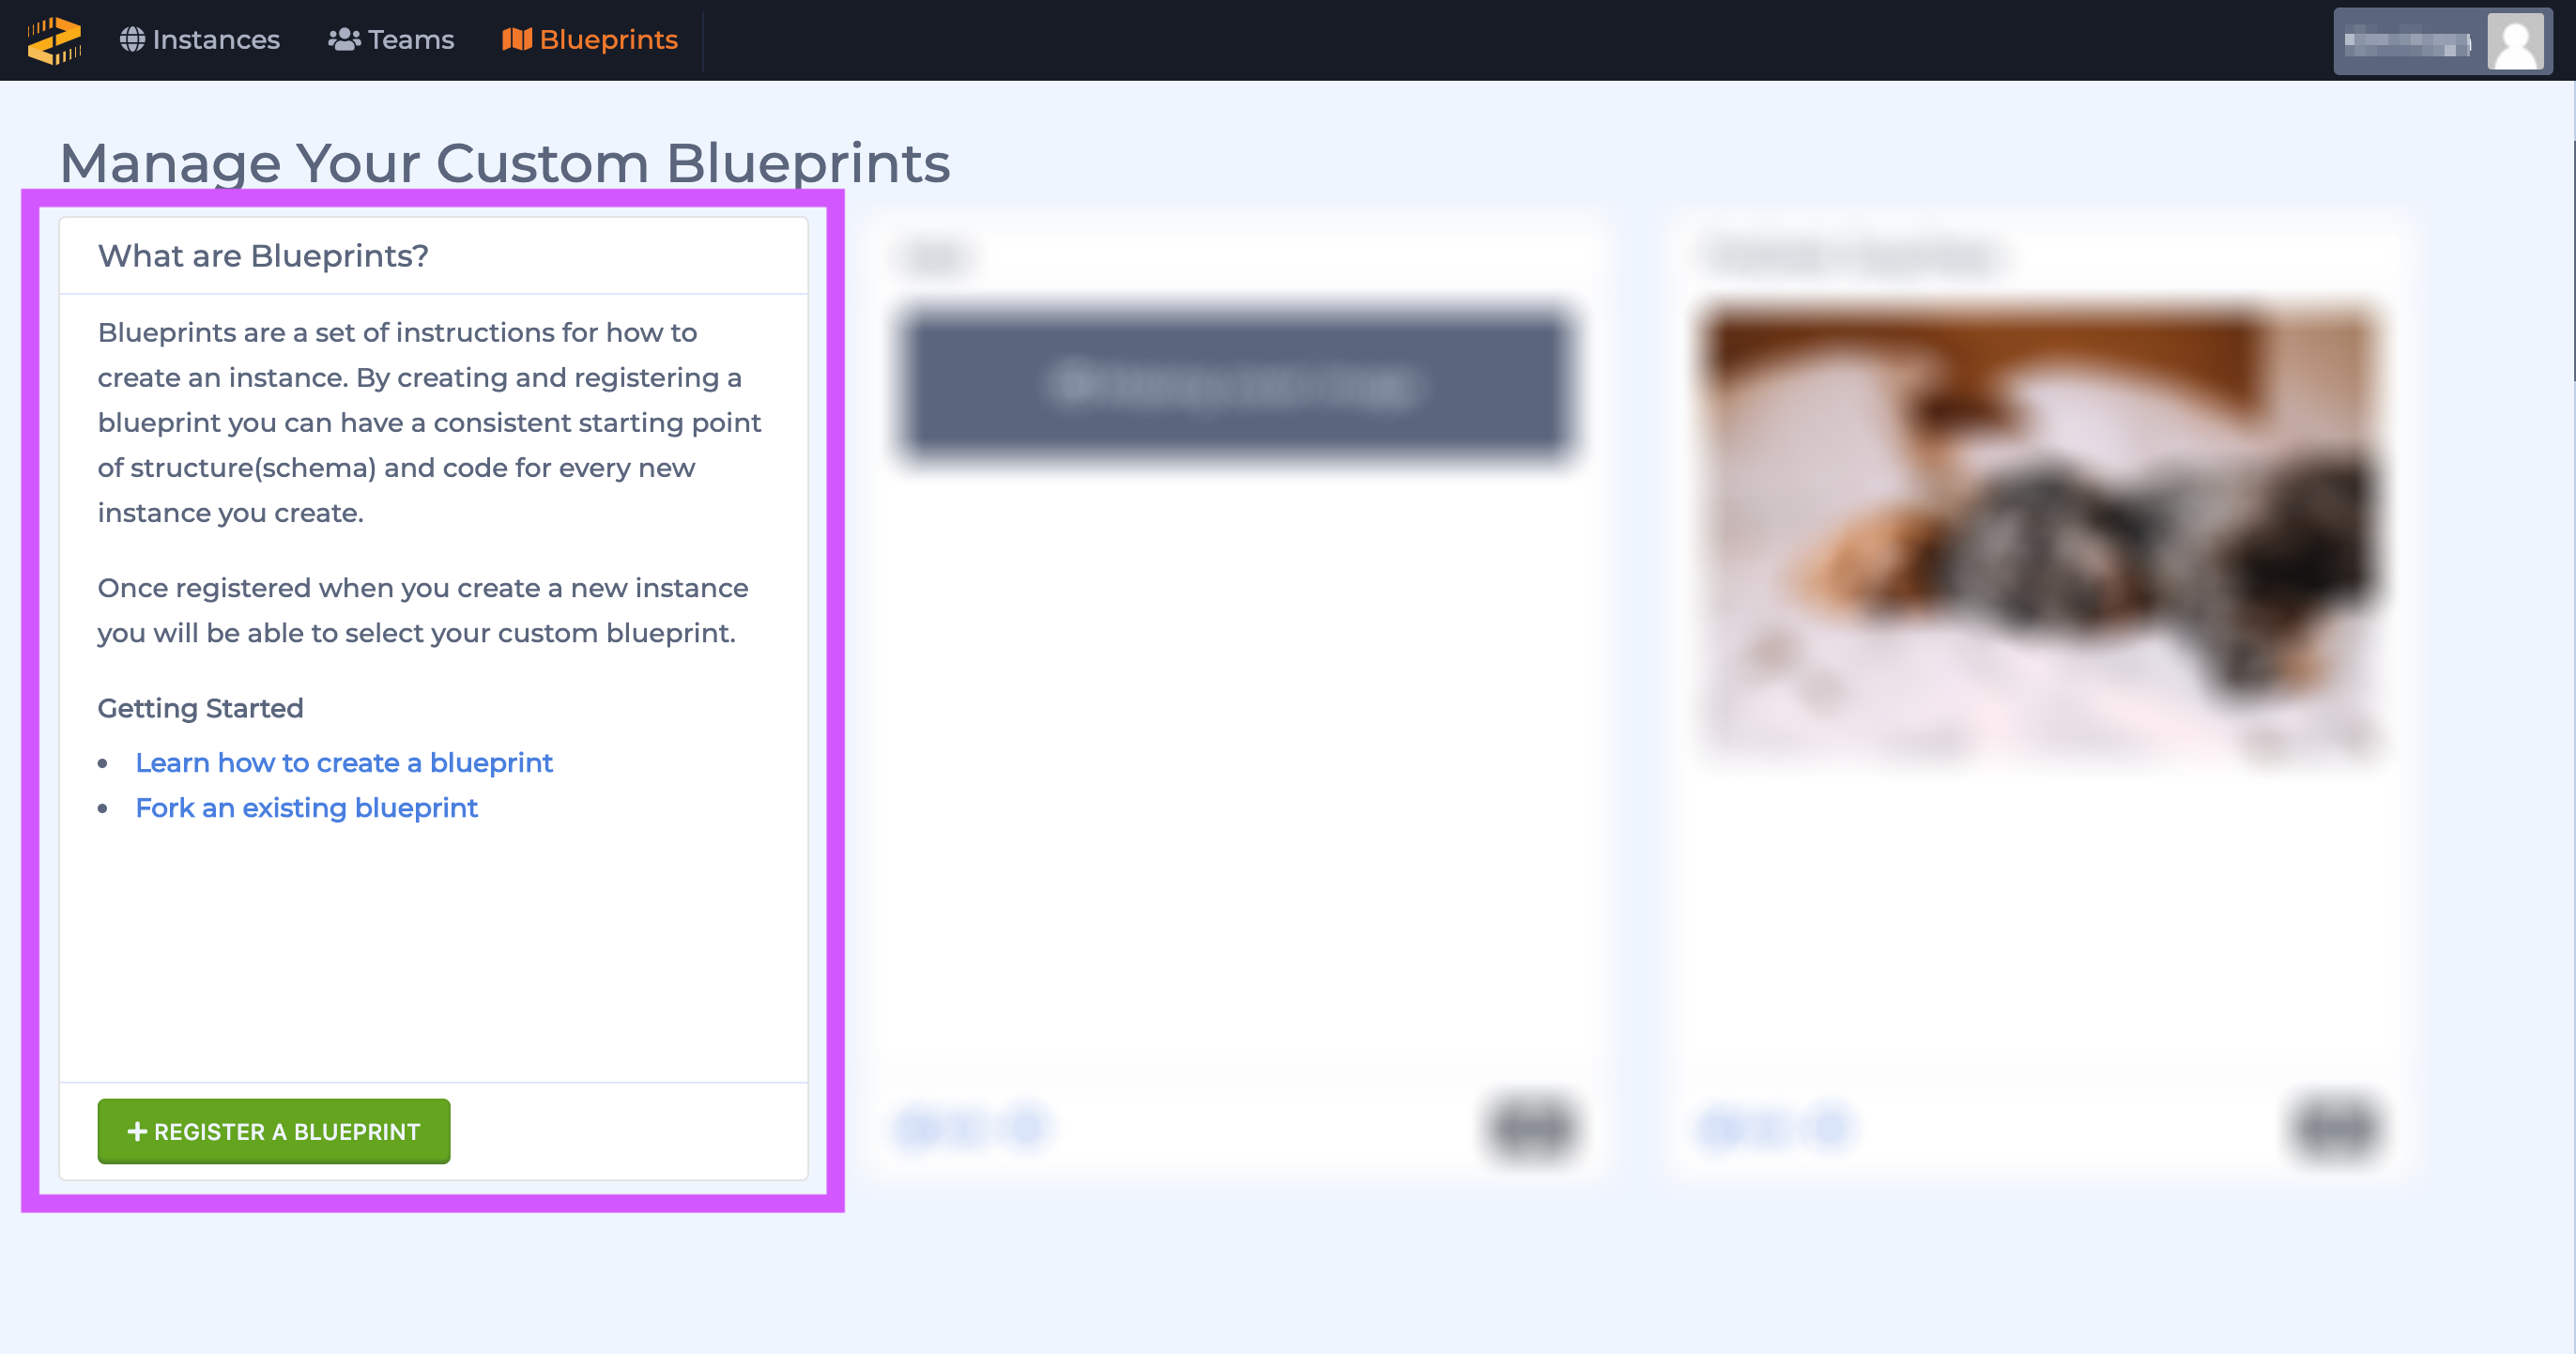 Instances
Teams
Blueprints
Manage Your Custom Blueprints
What are Blueprints?
Blueprints are a set of instructions for how to
create an instance. By creating and registering a
blueprint you can have a consistent starting point
of structure(schema) and code for every new
instance you create.
Once registered when you create a new instance
you will be able to select your custom blueprint.
Getting Started
• Learn how to create a blueprint
• Fork an existing blueprint
REGISTER A BLUEPRINT